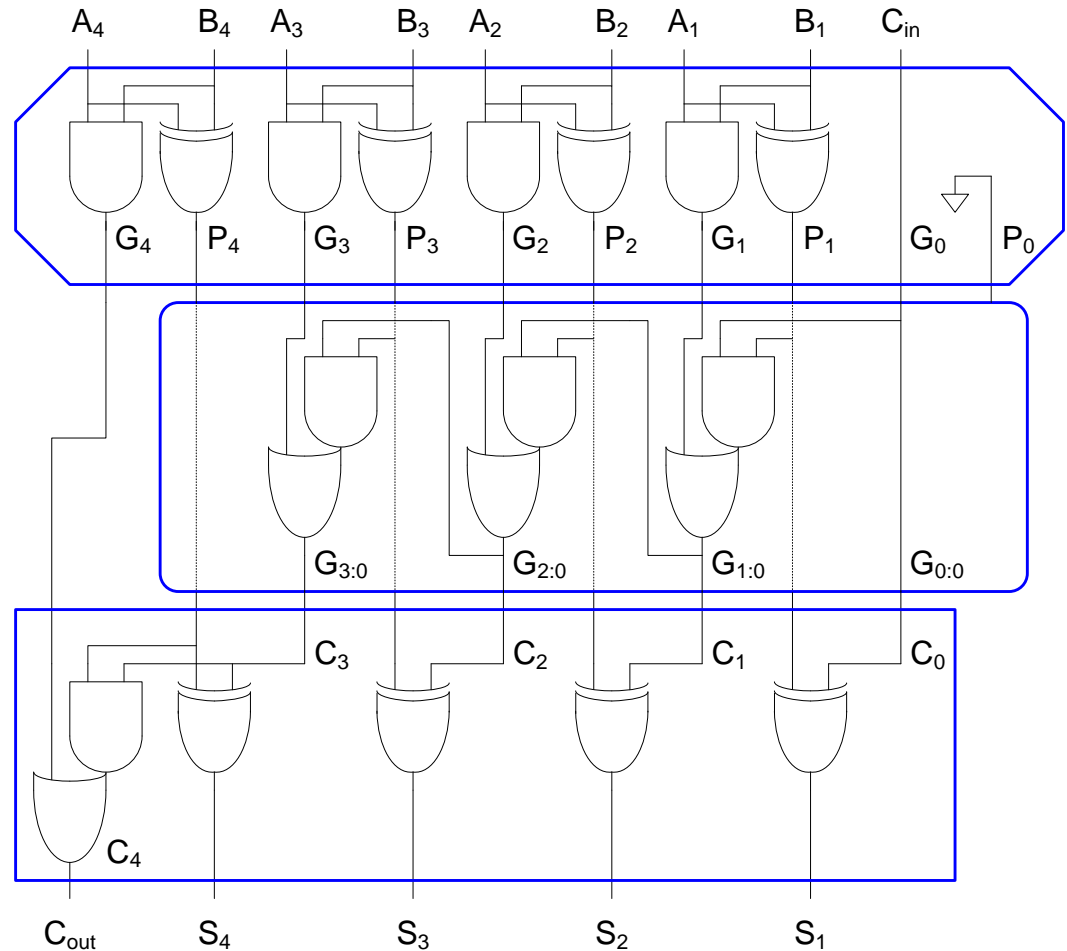 A4 B4 A3 B3 A2 B2 A1 B1 Cin
G4 P4 G3 P3 G2 P2 G1 P1 G0 P0
G3:0 G2:0 G1:0 G0:0
C3 C2 C1 C0
C4
Cout S4 S3 S2 S1